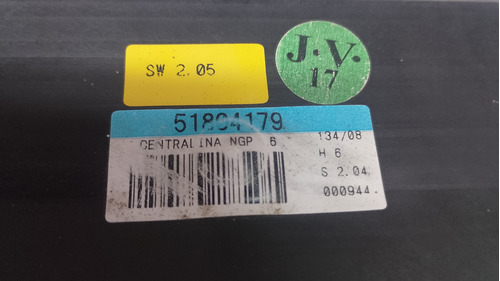 SW 2.05
J.V.
17
51804179
CENTRALINA NGP 6
134/08
H 6
S 2.04
000944